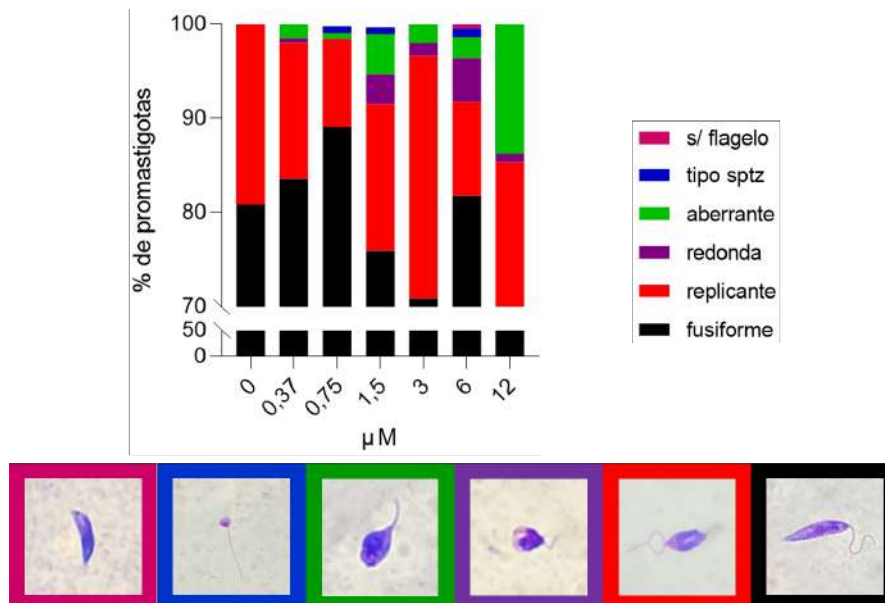 % de promastigotas
100
90
80
70
50
0
0 0,37 0,75 1,5 3 6 12
µM
s/ flagelo
tipo sptz
aberrante
redonda
replicante
fusiforme